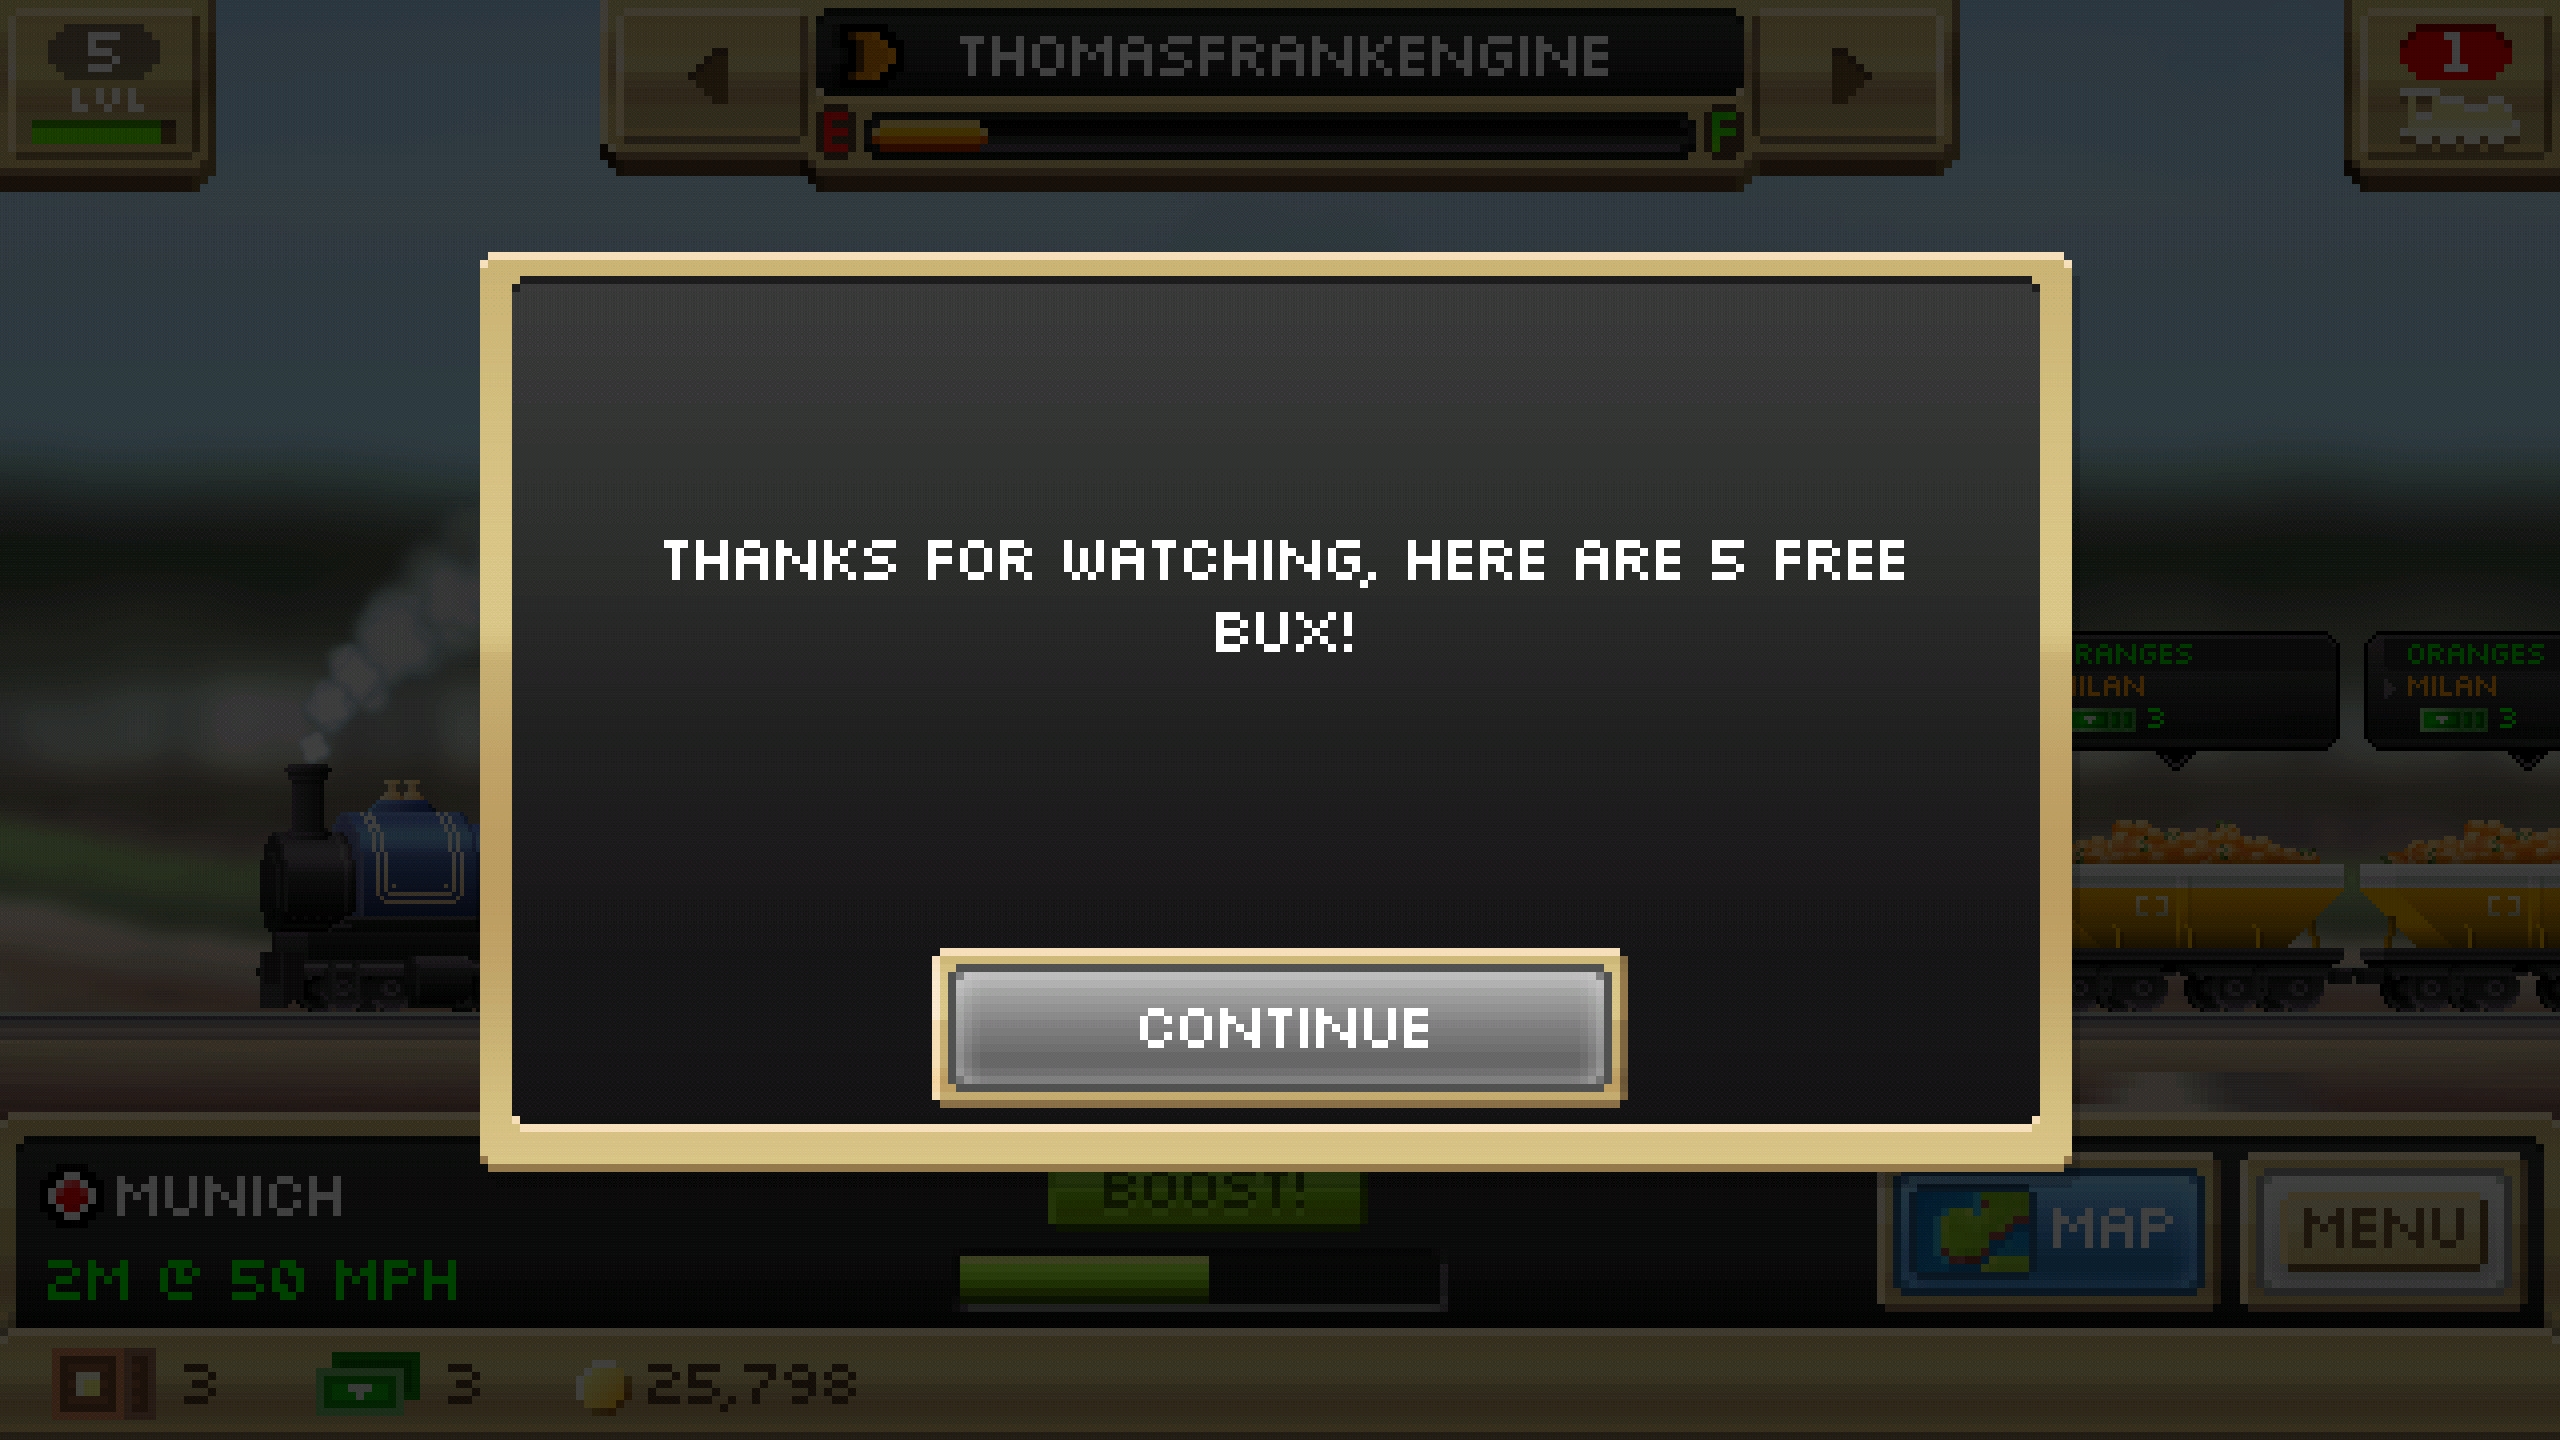 5
LVL
THOMASFRANKENGINE
E
F
1
THANKS FOR WATCHING, HERE ARE 5 FREE
BUX!
CONTINUE
RANGES
ILAN
3
ORANGES
MILAN
3
MUNICH
2M @ 50 MPH
BOOST!
MAP
MENU
3
3
25,798